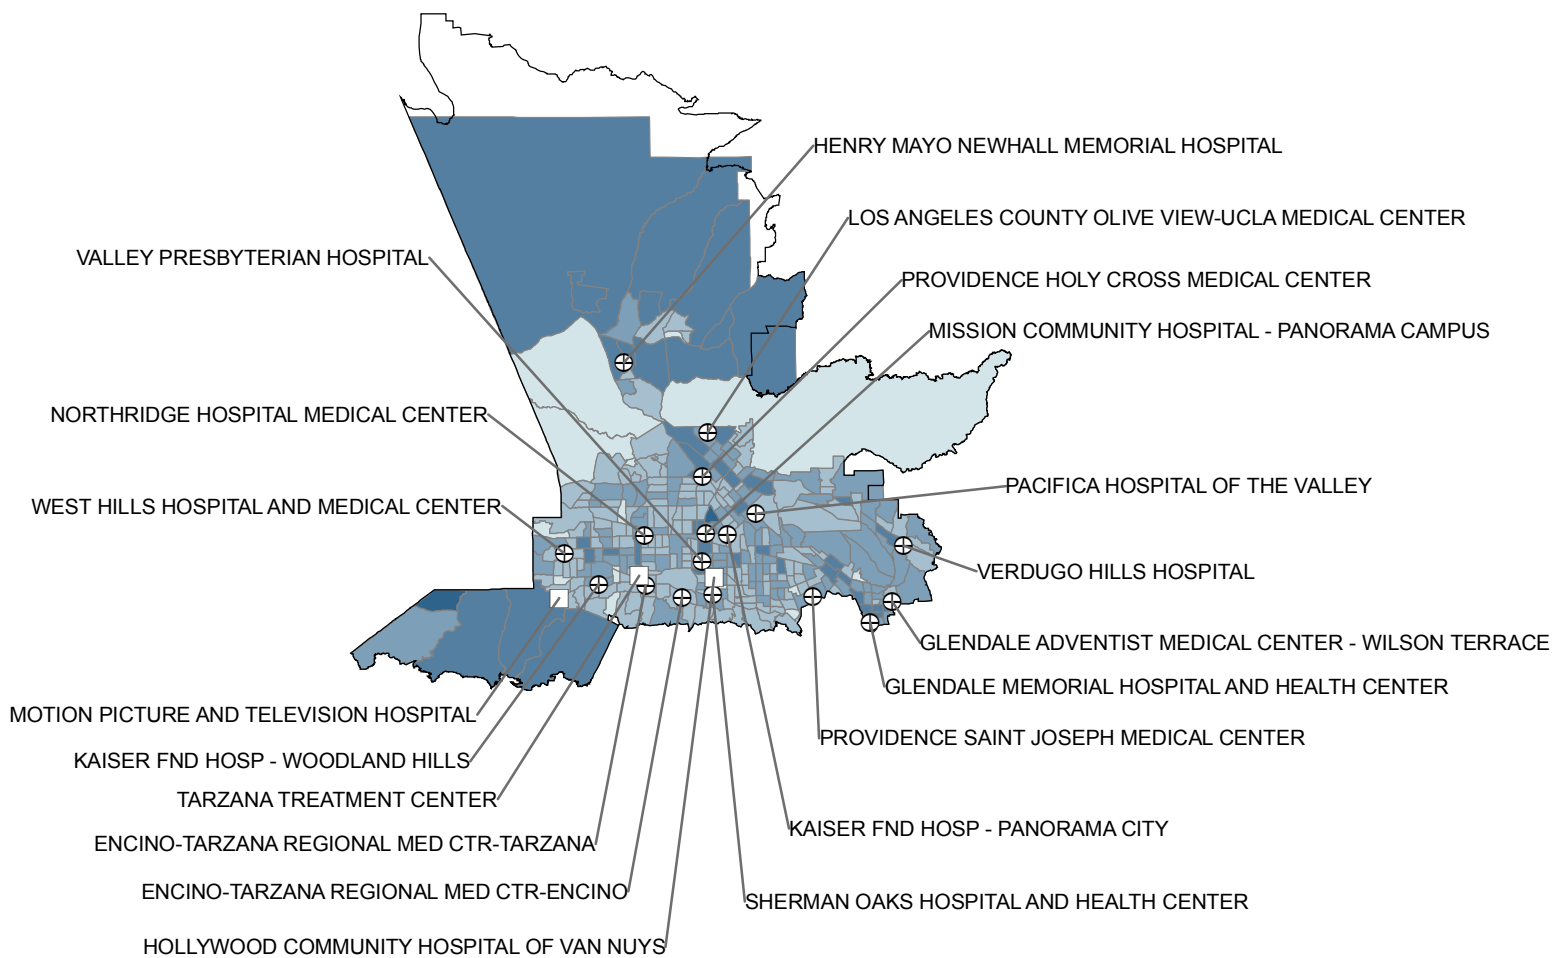 HENRY MAYO NEWHALL MEMORIAL HOSPITAL
LOS ANGELES COUNTY OLIVE VIEW-UCLA MEDICAL CENTER
VALLEY PRESBYTERIAN HOSPITAL
PROVIDENCE HOLY CROSS MEDICAL CENTER
MISSION COMMUNITY HOSPITAL - PANORAMA CAMPUS
NORTHRIDGE HOSPITAL MEDICAL CENTER
PACIFICA HOSPITAL OF THE VALLEY
WEST HILLS HOSPITAL AND MEDICAL CENTER
VERDUGO HILLS HOSPITAL
GLENDALE ADVENTIST MEDICAL CENTER - WILSON TERRACE
GLENDALE MEMORIAL HOSPITAL AND HEALTH CENTER
MOTION PICTURE AND TELEVISION HOSPITAL
PROVIDENCE SAINT JOSEPH MEDICAL CENTER
KAISER FND HOSP - WOODLAND HILLS
TARZANA TREATMENT CENTER
KAISER FND HOSP - PANORAMA CITY
ENCINO-TARZANA REGIONAL MED CTR-TARZANA
ENCINO-TARZANA REGIONAL MED CTR-ENCINO
SHERMAN OAKS HOSPITAL AND HEALTH CENTER
HOLLYWOOD COMMUNITY HOSPITAL OF VAN NUYS